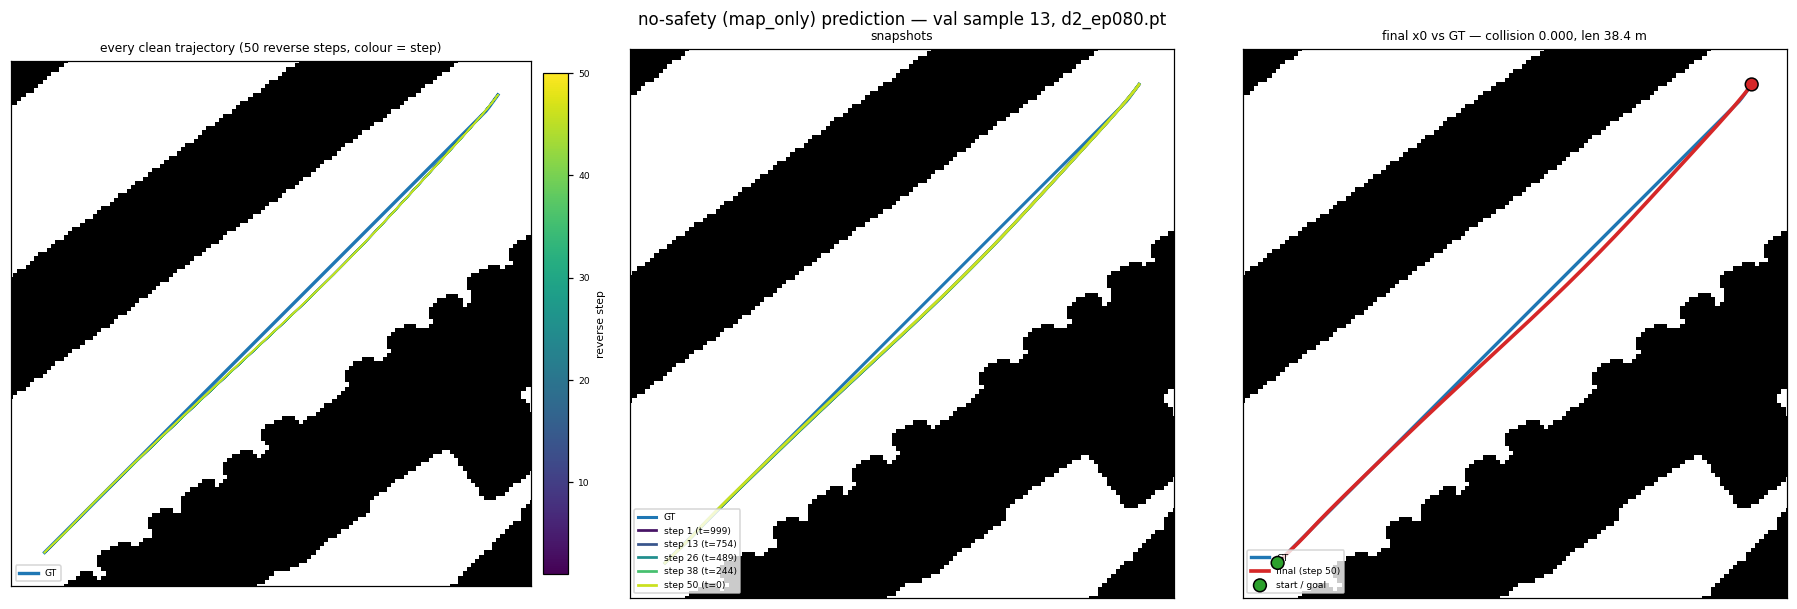 no-safety (map_only) prediction — val sample 13, d2_ep080.pt
every clean trajectory (50 reverse steps, colour = step)
GT
50
40
30
20
10
reverse step
snapshots
GT
step 1 (t=999)
step 13 (t=754)
step 26 (t=489)
step 38 (t=244)
step 50 (t=0)
final x0 vs GT — collision 0.000, len 38.4 m
GT
final (step 50)
start / goal